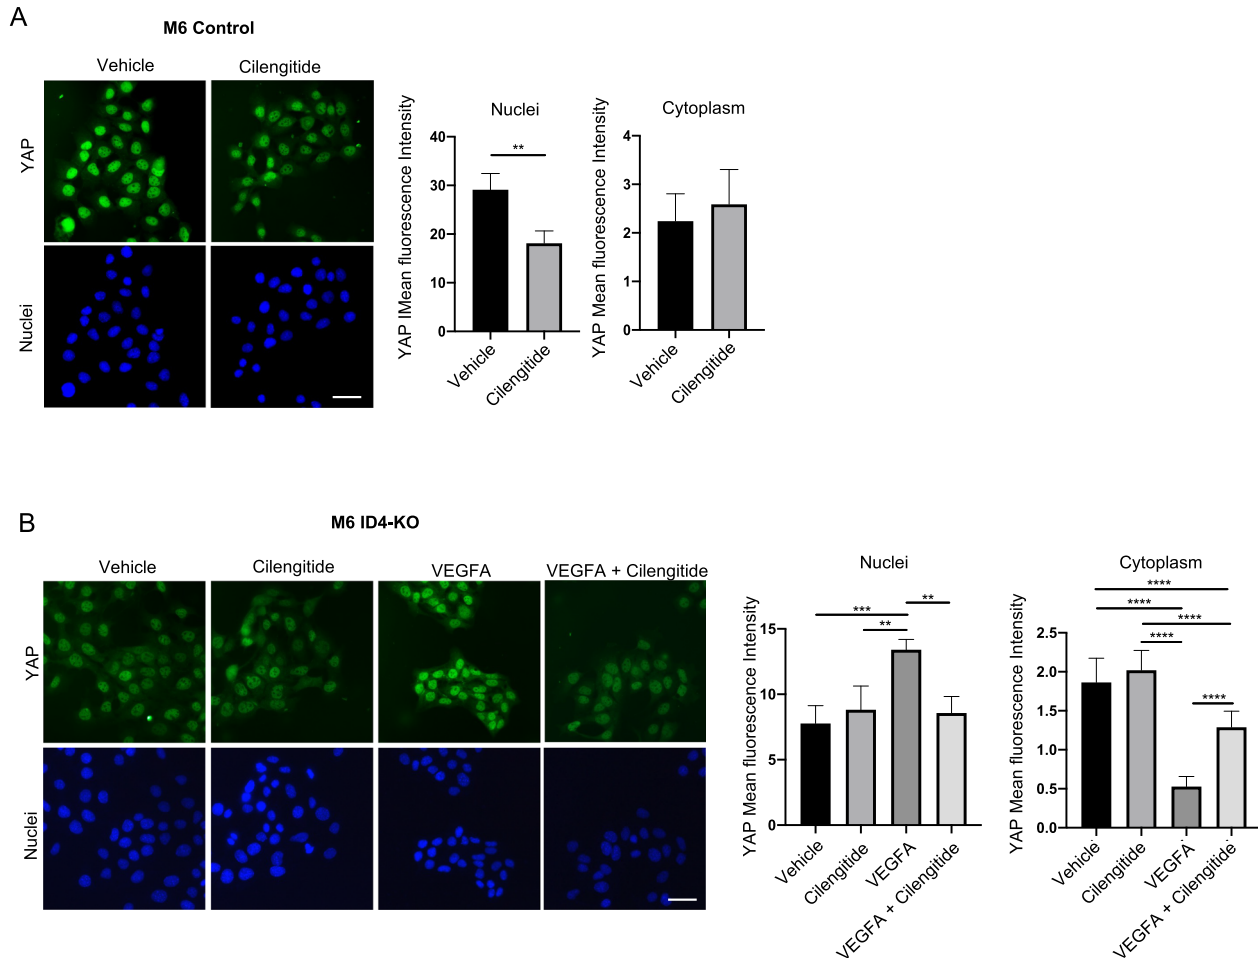 A
M6 Control
Vehicle
Cilengitide
YAP
Nuclei
YAP IMean fluorescence Intensity
Nuclei
40
30
20
10
0
**
Vehicle
Cilengitide
YAP Mean fluorescence Intensity
Cytoplasm
4
3
2
1
0
Vehicle
Cilengitide
B
M6 ID4-KO
Vehicle
Cilengitide
VEGFA
VEGFA + Cilengitide
YAP
Nuclei
YAP Mean fluorescence Intensity
Nuclei
15
10
5
0
**
***
**
Vehicle
Cilengitide
VEGFA
VEGFA + Cilengitide
YAP Mean fluorescence Intensity
Cytoplasm
2.5
2.0
1.5
1.0
0.5
0.0
****
****
****
****
****
Vehicle
Cilengitide
VEGFA
VEGFA + Cilengitide